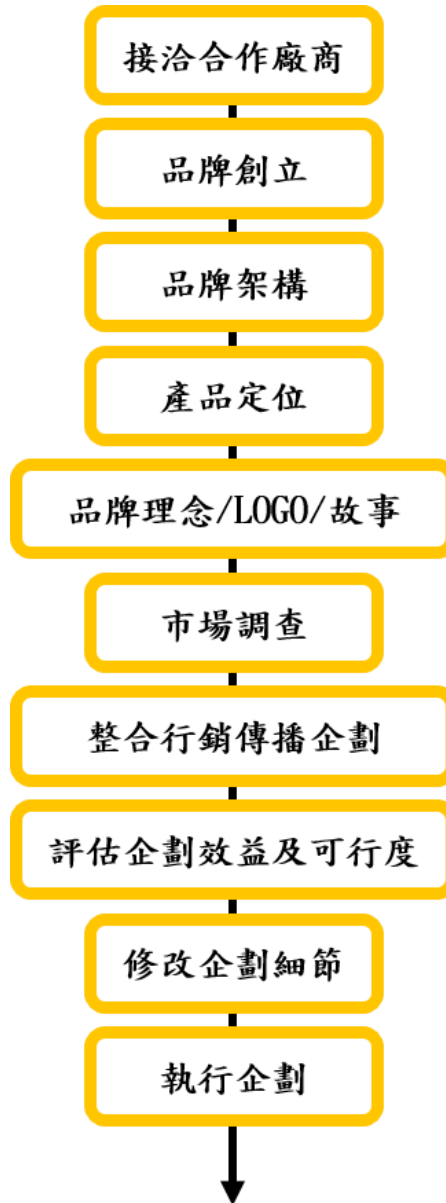 接洽合作廠商
品牌創立
品牌架構
產品定位
品牌理念/LOGO/故事
市場調查
整合行銷傳播企劃
評估企劃效益及可行度
修改企劃細節
執行企劃